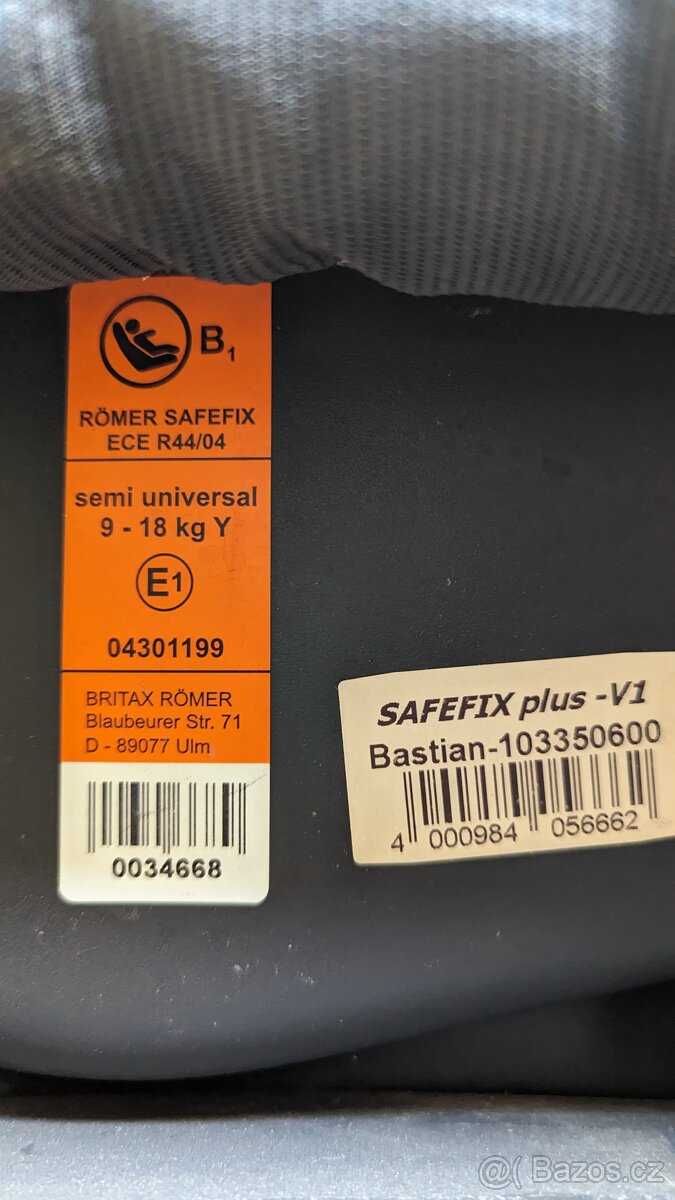 B1
RÖMER SAFEFIX
ECE R44/04
semi universal
9 - 18 kg Y
E1
04301199
BRITAX RÖMER
Blaubeurer Str. 71
D - 89077 Ulm
0034668
SAFEFIX plus -V1
Bastian-103350600
4 000984 056662
@( Bazos.cz